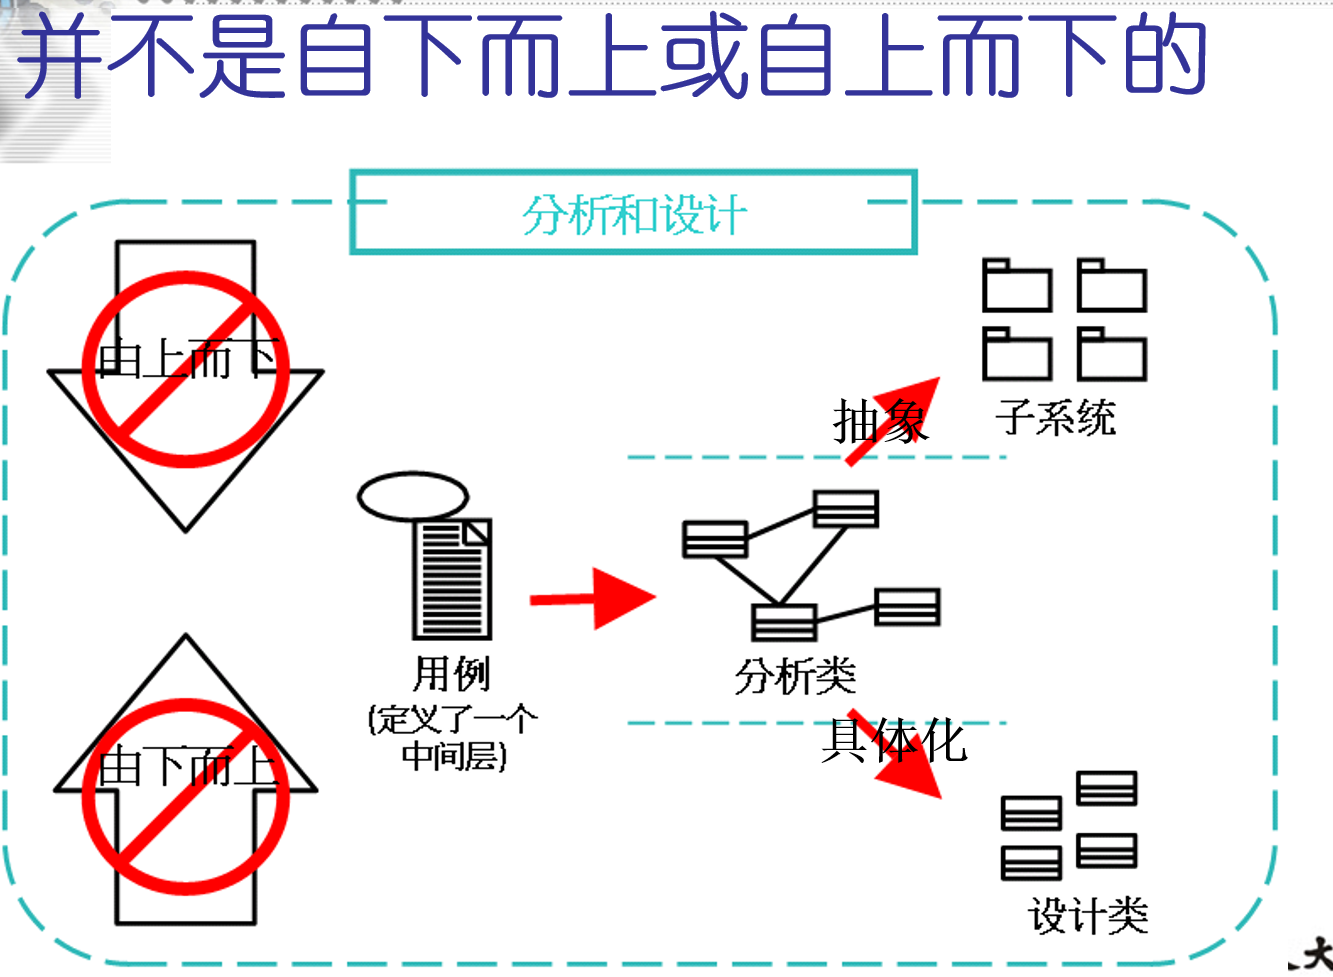 并不是自下而上或自上而下的
分析和设计
由上而下
抽象
子系统
用例
(定义了一个
中间层)
分析类
由下而上
具体化
设计类
大